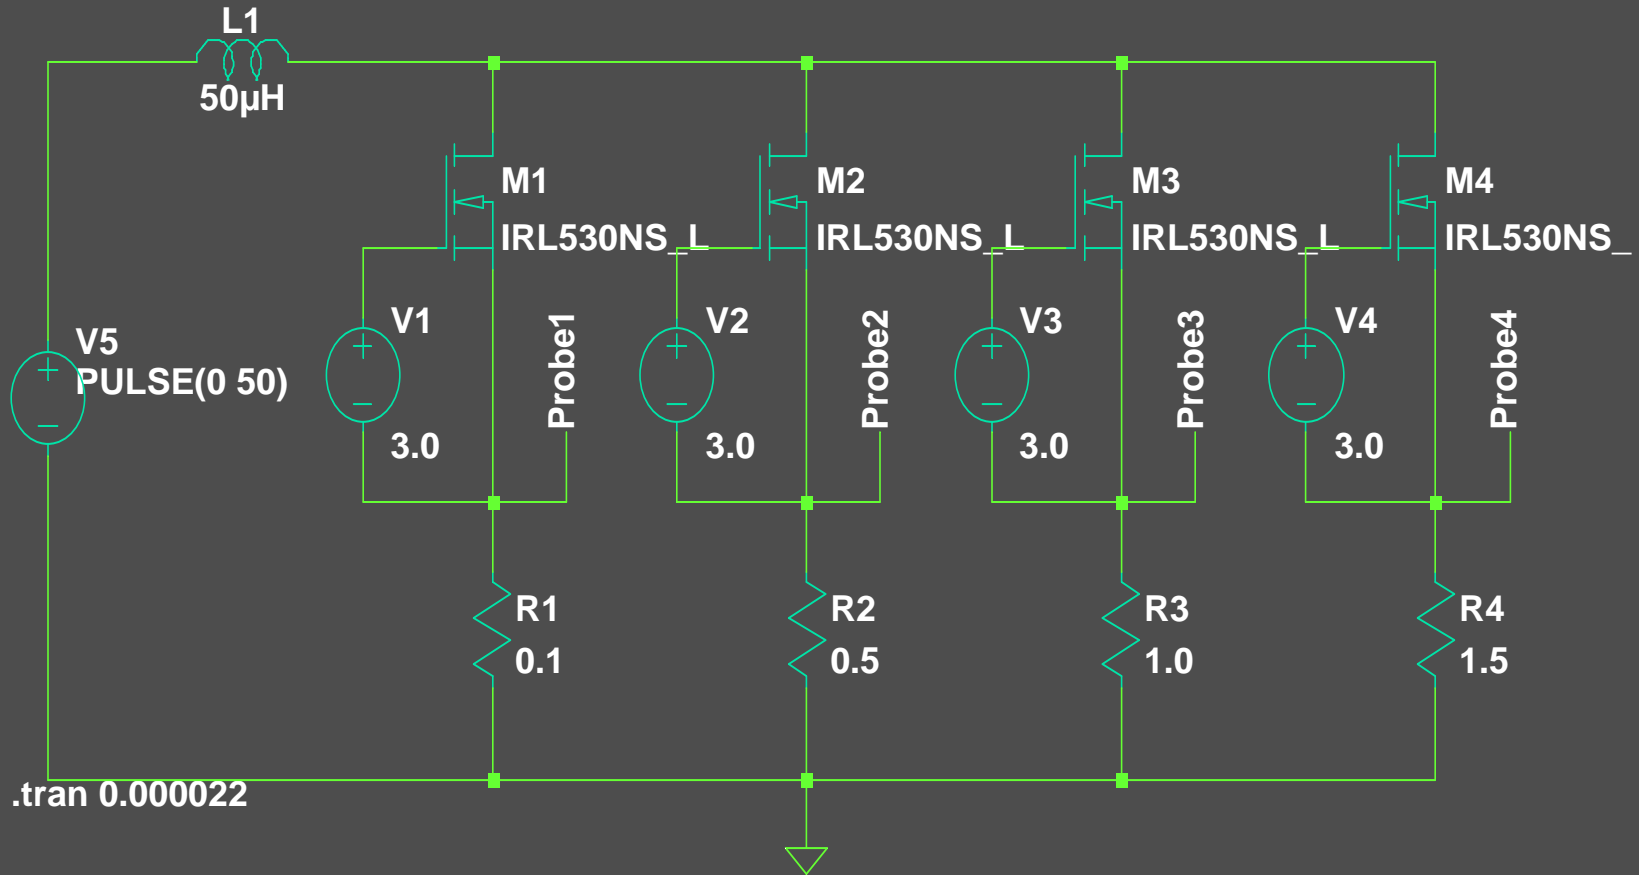 L1
50µH
M1
IRL530NS_L
M2
IRL530NS_L
M3
IRL530NS_L
M4
IRL530NS_
V5
PULSE(0 50)
V1
3.0
Probe1
V2
3.0
Probe2
V3
3.0
Probe3
V4
3.0
Probe4
R1
0.1
R2
0.5
R3
1.0
R4
1.5
.tran 0.000022